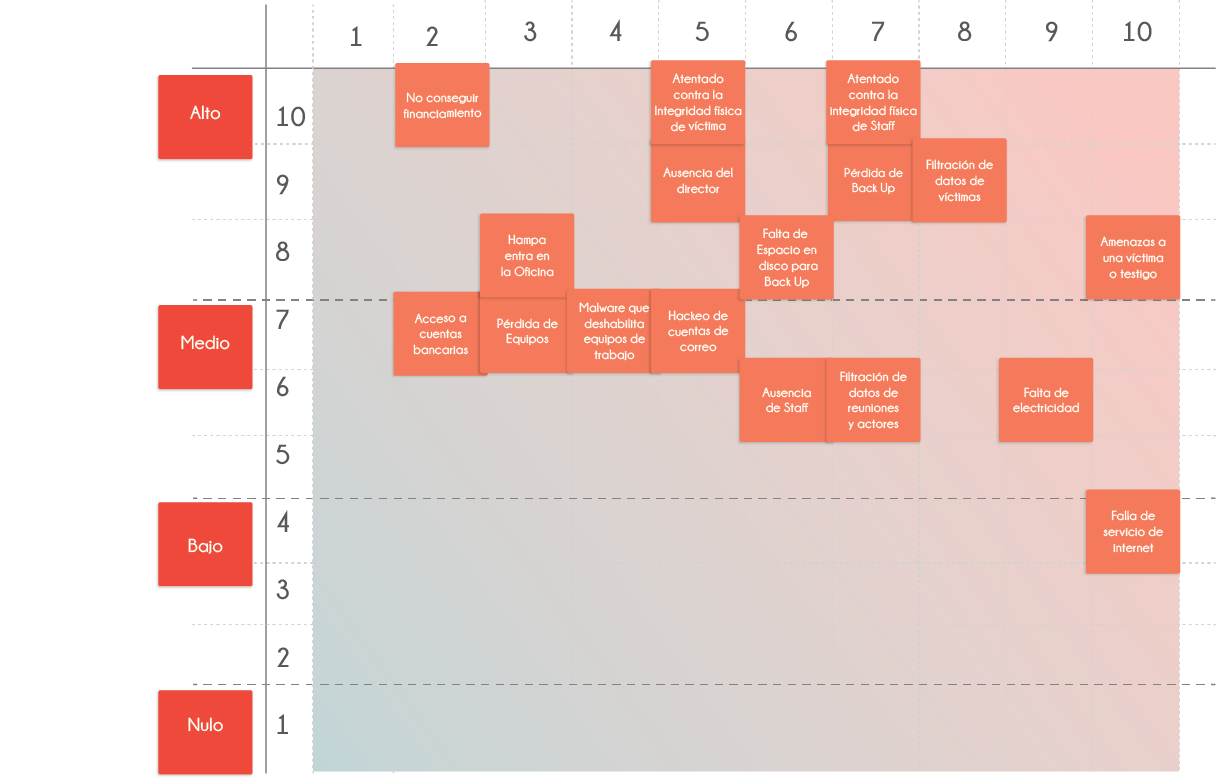 1 2 3 4 5 6 7 8 9 10
Alto
10
No conseguir
financiamiento
Atentado
contra la
Integridad física
de víctima
Atentado
contra la
integridad física
de Staff
9
Ausencia del
director
Pérdida de
Back Up
Filtración de
datos de
víctimas
8
Hampa
entra en
la Oficina
Falta de
Espacio en
disco para
Back Up
Amenazas a
una víctima
o testigo
Medio
7
Acceso a
cuentas
bancarias
Pérdida de
Equipos
Malware que
deshabilita
equipos de
trabajo
Hackeo de
cuentas de
correo
6
Ausencia
de Staff
Filtración de
datos de
reuniones
y actores
Falta de
electricidad
5
Bajo
4
Falla de
servicio de
internet
3
2
Nulo
1